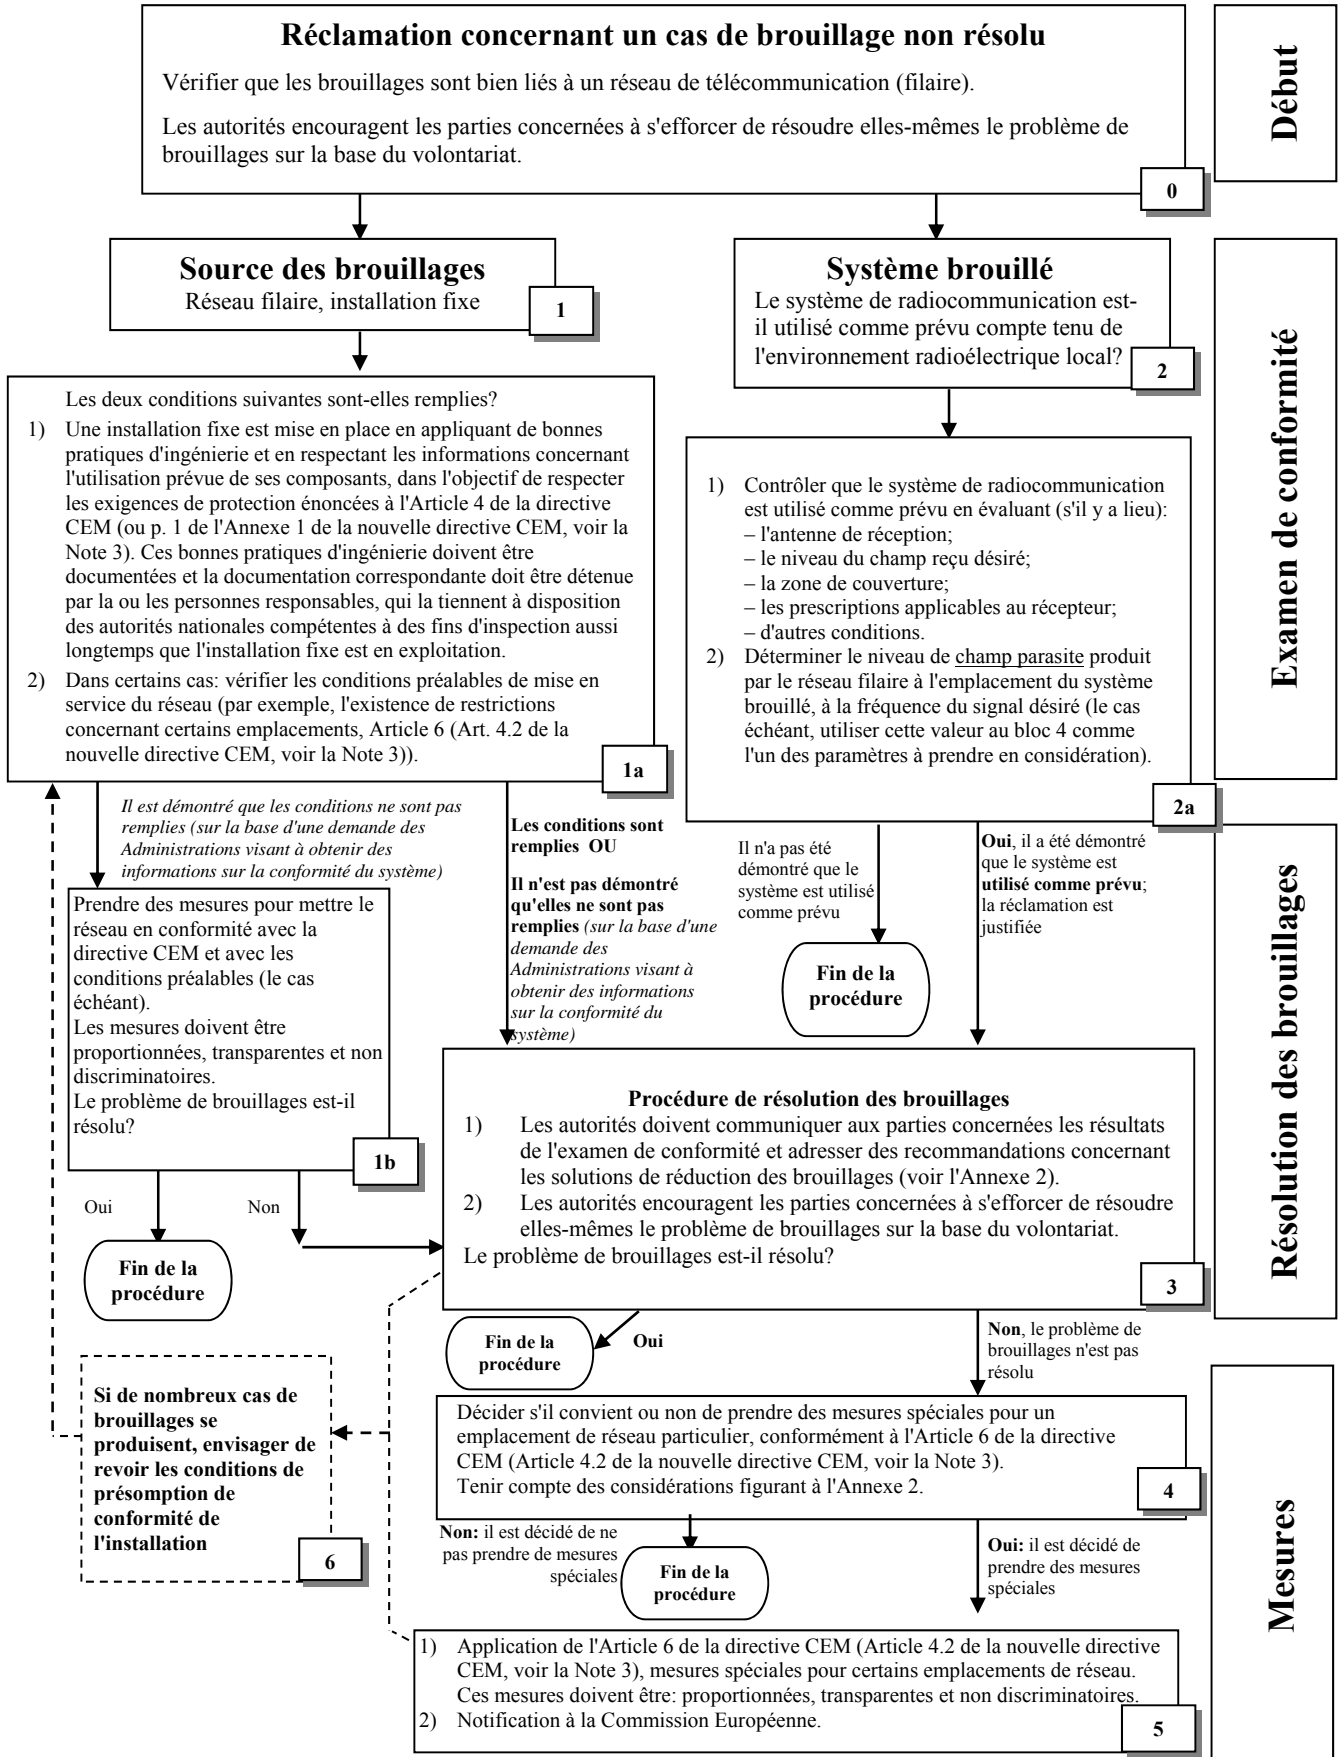 Réclamation concernant un cas de brouillage non résolu
Vérifier que les brouillages sont bien liés à un réseau de télécommunication (filaire).
Les autorités encouragent les parties concernées à s'efforcer de résoudre elles-mêmes le problème de
brouillages sur la base du volontariat.
0
Début
Source des brouillages
Réseau filaire, installation fixe
1
Système brouillé
Le système de radiocommunication est-
il utilisé comme prévu compte tenu de
l'environnement radioélectrique local?
2
Examen de conformité
Les deux conditions suivantes sont-elles remplies?
1) Une installation fixe est mise en place en appliquant de bonnes
pratiques d'ingénierie et en respectant les informations concernant
l'utilisation prévue de ses composants, dans l'objectif de respecter
les exigences de protection énoncées à l'Article 4 de la directive
CEM (ou p. 1 de l'Annexe 1 de la nouvelle directive CEM, voir la
Note 3). Ces bonnes pratiques d'ingénierie doivent être
documentées et la documentation correspondante doit être détenue
par la ou les personnes responsables, qui la tiennent à disposition
des autorités nationales compétentes à des fins d'inspection aussi
longtemps que l'installation fixe est en exploitation.
2) Dans certains cas: vérifier les conditions préalables de mise en
service du réseau (par exemple, l'existence de restrictions
concernant certains emplacements, Article 6 (Art. 4.2 de la
nouvelle directive CEM, voir la Note 3)).
1a
1) Contrôler que le système de radiocommunication
est utilisé comme prévu en évaluant (s'il y a lieu):
– l'antenne de réception;
– le niveau du champ reçu désiré;
– la zone de couverture;
– les prescriptions applicables au récepteur;
– d'autres conditions.
2) Déterminer le niveau de champ parasite produit
par le réseau filaire à l'emplacement du système
brouillé, à la fréquence du signal désiré (le cas
échéant, utiliser cette valeur au bloc 4 comme
l'un des paramètres à prendre en considération).
2a
Il est démontré que les conditions ne sont pas
remplies (sur la base d'une demande des
Administrations visant à obtenir des
informations sur la conformité du système)
Les conditions sont
remplies OU
Il n'est pas démontré
qu'elles ne sont pas
remplies (sur la base d'une
demande des
Administrations visant à
obtenir des informations
sur la conformité du
système)
Il n'a pas été
démontré que le
système est utilisé
comme prévu
Oui, il a été démontré
que le système est
utilisé comme prévu;
la réclamation est
justifiée
Fin de la
procédure
Résolution des brouillages
Prendre des mesures pour mettre le
réseau en conformité avec la
directive CEM et avec les
conditions préalables (le cas
échéant).
Les mesures doivent être
proportionnées, transparentes et non
discriminatoires.
Le problème de brouillages est-il
résolu?
1b
Oui
Non
Fin de la
procédure
Procédure de résolution des brouillages
1) Les autorités doivent communiquer aux parties concernées les résultats
de l'examen de conformité et adresser des recommandations concernant
les solutions de réduction des brouillages (voir l'Annexe 2).
2) Les autorités encouragent les parties concernées à s'efforcer de résoudre
elles-mêmes le problème de brouillages sur la base du volontariat.
Le problème de brouillages est-il résolu?
3
Fin de la
procédure
Oui
Non, le problème de
brouillages n'est pas
résolu
Si de nombreux cas de
brouillages se
produisent, envisager de
revoir les conditions de
présomption de
conformité de
l'installation
6
Décider s'il convient ou non de prendre des mesures spéciales pour un
emplacement de réseau particulier, conformément à l'Article 6 de la directive
CEM (Article 4.2 de la nouvelle directive CEM, voir la Note 3).
Tenir compte des considérations figurant à l'Annexe 2.
4
Non: il est décidé de ne
pas prendre de mesures
spéciales
Fin de la
procédure
Oui: il est décidé de
prendre des mesures
spéciales
Mesures
1) Application de l'Article 6 de la directive CEM (Article 4.2 de la nouvelle directive
CEM, voir la Note 3), mesures spéciales pour certains emplacements de réseau.
Ces mesures doivent être: proportionnées, transparentes et non discriminatoires.
2) Notification à la Commission Européenne.
5